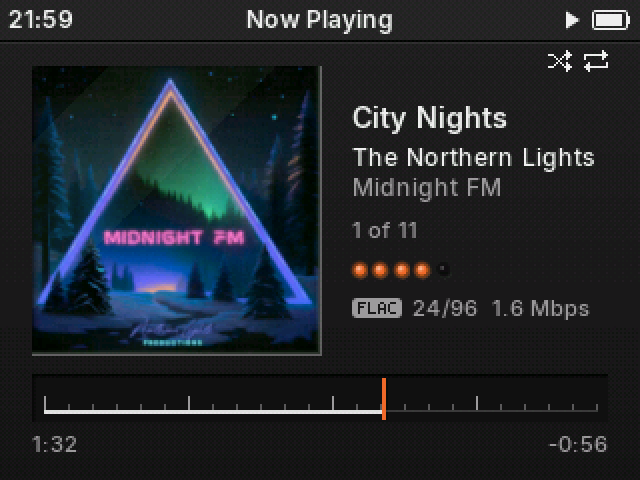 21:59
Now Playing
MIDNIGHT FM
PRODUCTIONS
City Nights
The Northern Lights
Midnight FM
1 of 11
FLAC 24/96 1.6 Mbps
1:32
-0:56